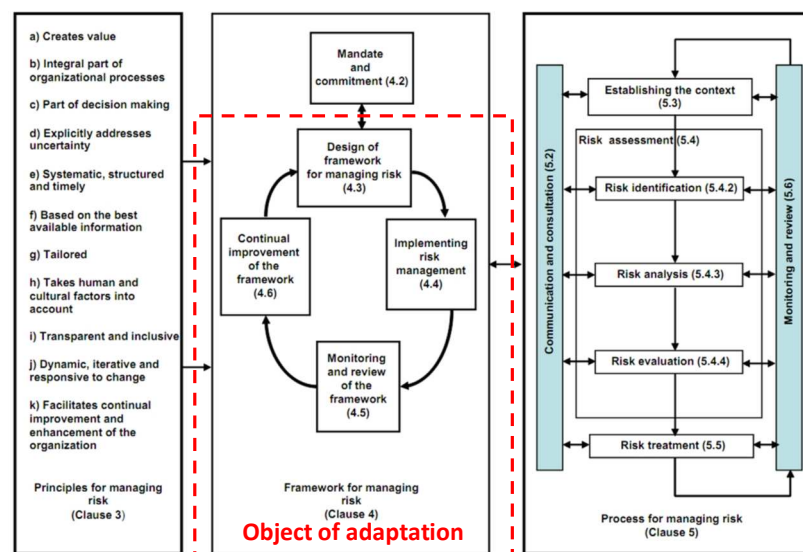 a) Creates value
b) Integral part of
organizational processes
c) Part of decision making
d) Explicitly addresses
uncertainty
e) Systematic, structured
and timely
f) Based on the best
available information
g) Tailored
h) Takes human and
cultural factors into
account
i) Transparent and inclusive
j) Dynamic, iterative and
responsive to change
k) Facilitates continual
improvement and
enhancement of the
organization
Principles for managing
risk
(Clause 3)
Mandate
and
commitment (4.2)
Design of
framework
for managing risk
(4.3)
Implementing
risk
management
(4.4)
Monitoring
and review
of the
framework
(4.5)
Continual
improvement
of the
framework
(4.6)
Framework for managing
risk
(Clause 4)
Object of adaptation
Communication and consultation (5.2)
Establishing the context
(5.3)
Risk assessment (5.4)
Risk identification (5.4.2)
Risk analysis (5.4.3)
Risk evaluation (5.4.4)
Risk treatment (5.5)
Monitoring and review (5.6)
Process for managing risk
(Clause 5)